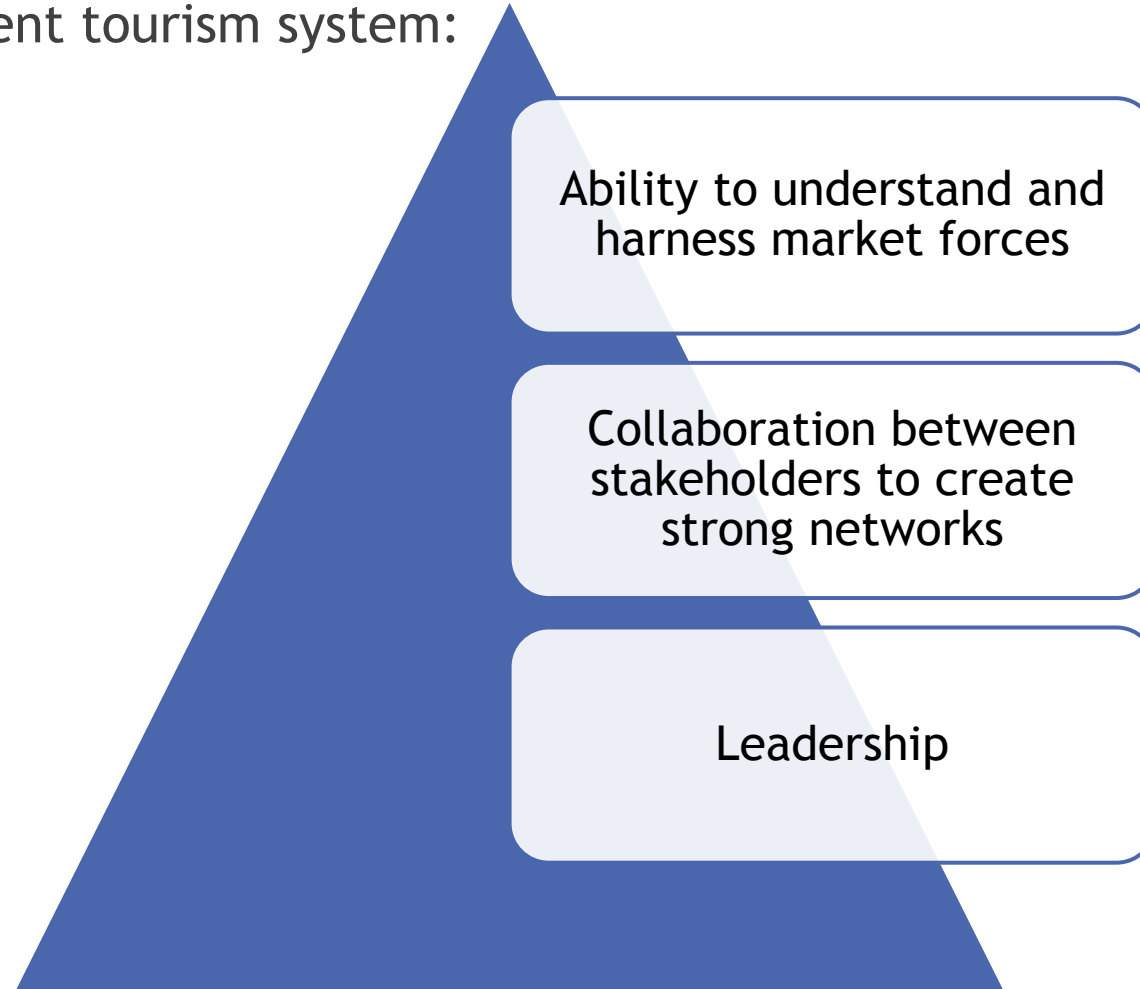 ent tourism system:
Ability to understand and
harness market forces
Collaboration between
stakeholders to create
strong networks
Leadership